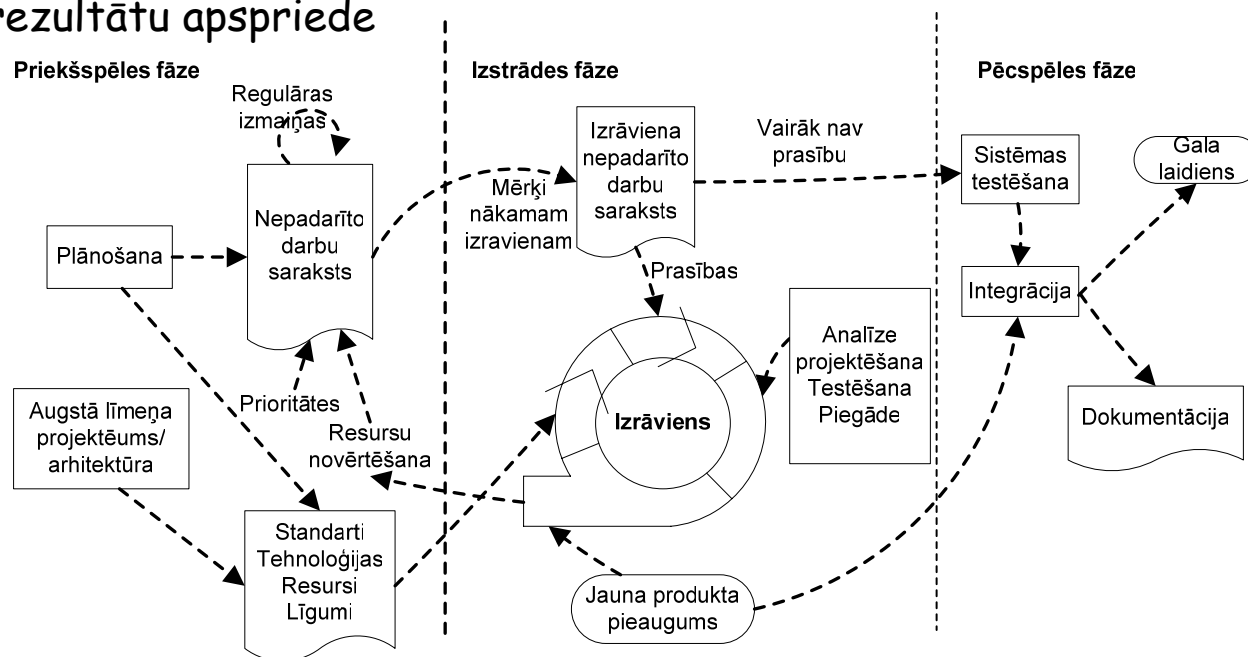 rezultātu apspriede
Priekšspēles fāze
Izstrādes fāze
Pēcspēles fāze
Regulāras
izmaiņas
Nepadarīto
darbu
saraksts
Plānošana
Augstā līmeņa
projektēums/
arhitektūra
Prioritātes
Resursu
novērtēšana
Standarti
Tehnoloģijas
Resursi
Līgumi
Mērķi
nākamam
izravienam
Izrāviena
nepadarīto
darbu
saraksts
Vairāk nav
prasību
Prasības
Izrāviens
Analīze
projektēšana
Testēšana
Piegāde
Jauna produkta
pieaugums
Sistēmas
testēšana
Integrācija
Gala
laidiens
Dokumentācija